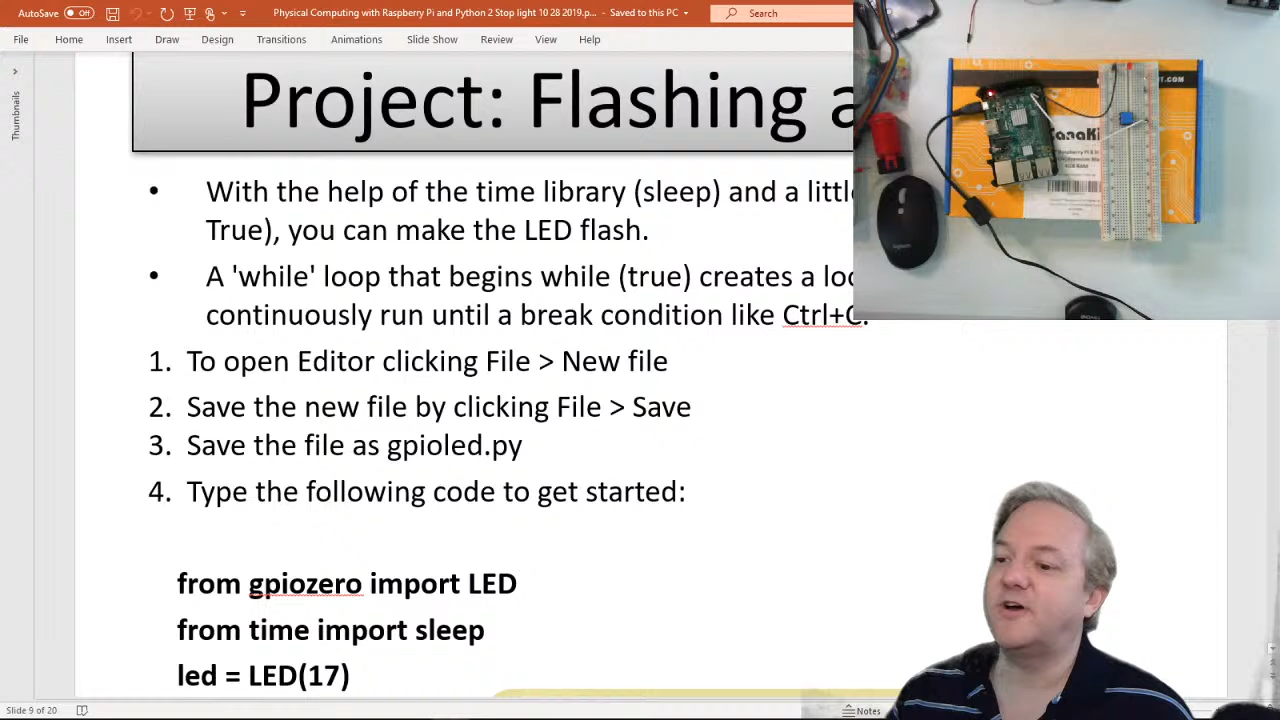 AutoSave Off Physical Computing with Raspberry Pi and Python 2 Stop light 10 28 2019.p... - Saved to this PC Search
File Home Insert Draw Design Transitions Animations Slide Show Review View Help
Thumbnails
Project: Flashing a
• With the help of the time library (sleep) and a little
True), you can make the LED flash.
• A 'while' loop that begins while (true) creates a loo
continuously run until a break condition like Ctrl+C.
1. To open Editor clicking File > New file
2. Save the new file by clicking File > Save
3. Save the file as gpioled.py
4. Type the following code to get started:
from gpiozero import LED
from time import sleep
led = LED(17)
Slide 9 of 20 Notes